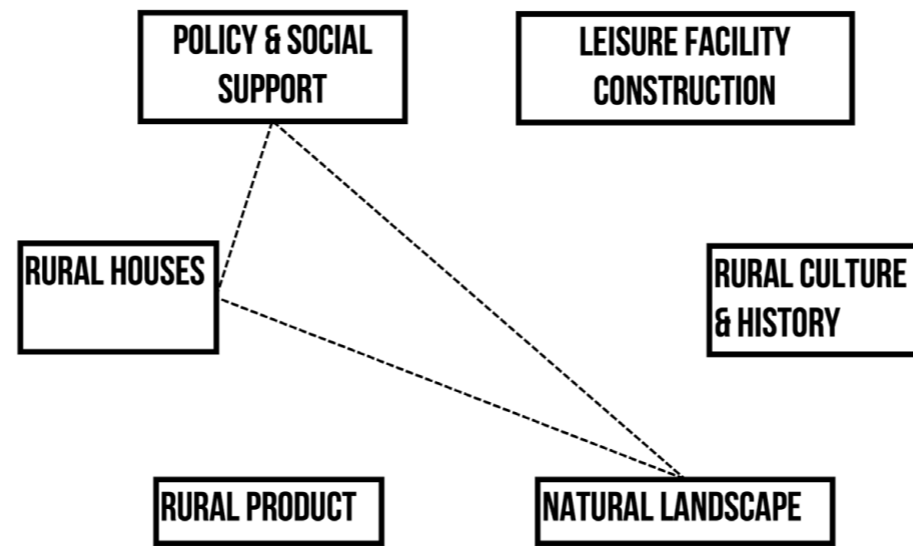 POLICY & SOCIAL
SUPPORT
LEISURE FACILITY
CONSTRUCTION
RURAL HOUSES
RURAL CULTURE
& HISTORY
RURAL PRODUCT
NATURAL LANDSCAPE